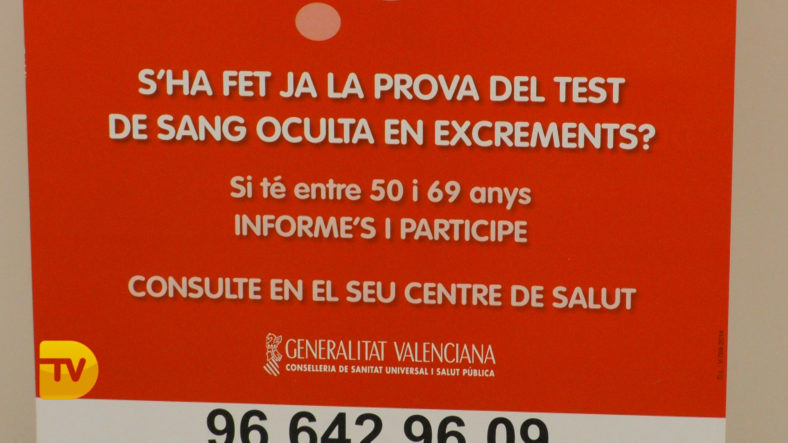 S'HA FET JA LA PROVA DEL TEST
DE SANG OCULTA EN EXCREMENTS?
Si té entre 50 i 69 anys
INFORME'S I PARTICIPE
CONSULTE EN EL SEU CENTRE DE SALUT
GENERALITAT VALENCIANA
CONSELLERIA DE SANITAT UNIVERSAL I SALUT PÚBLICA
TV
96 642 96 09